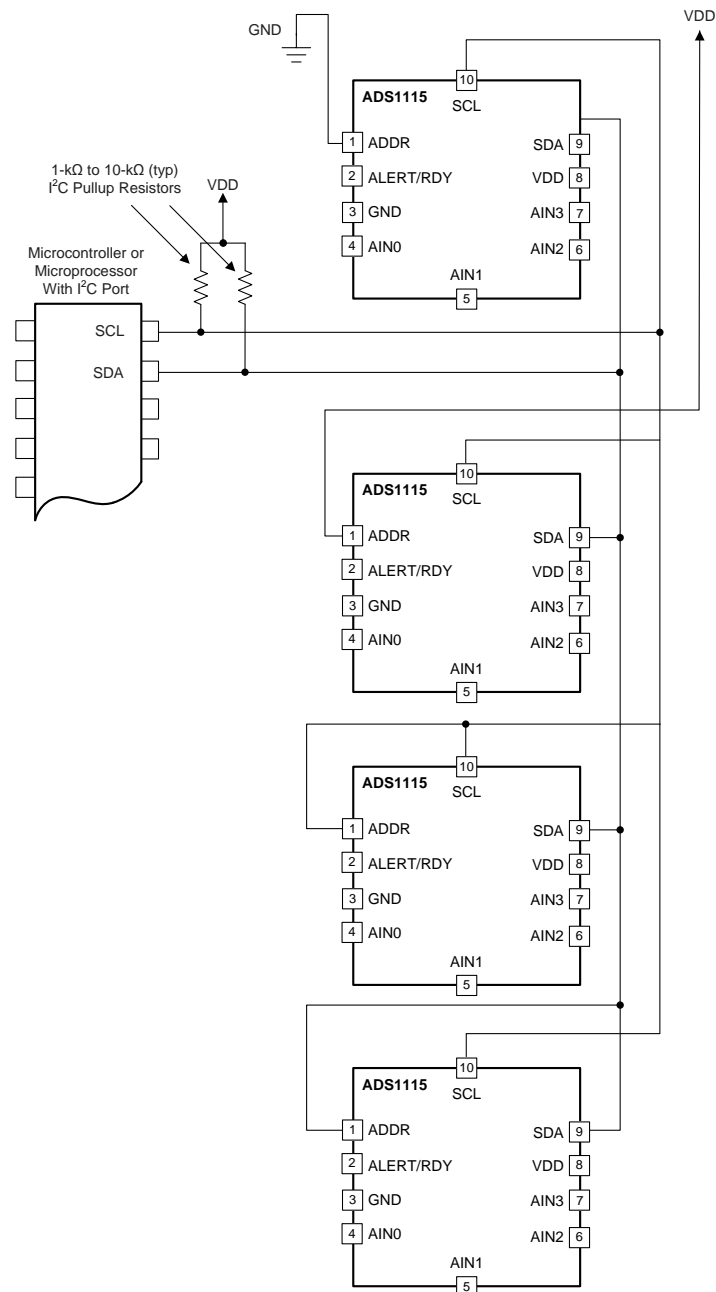 GND
VDD
10
ADS1115
SCL
1 ADDR
SDA 9
2 ALERT/RDY
VDD 8
3 GND
AIN3 7
4 AIN0
AIN2 6
AIN1
5
1-kΩ to 10-kΩ (typ)
I²C Pullup Resistors
VDD
Microcontroller or
Microprocessor
With I²C Port
SCL
SDA
10
ADS1115
SCL
1 ADDR
SDA 9
2 ALERT/RDY
VDD 8
3 GND
AIN3 7
4 AIN0
AIN2 6
AIN1
5
10
ADS1115
SCL
1 ADDR
SDA 9
2 ALERT/RDY
VDD 8
3 GND
AIN3 7
4 AIN0
AIN2 6
AIN1
5
10
ADS1115
SCL
1 ADDR
SDA 9
2 ALERT/RDY
VDD 8
3 GND
AIN3 7
4 AIN0
AIN2 6
AIN1
5